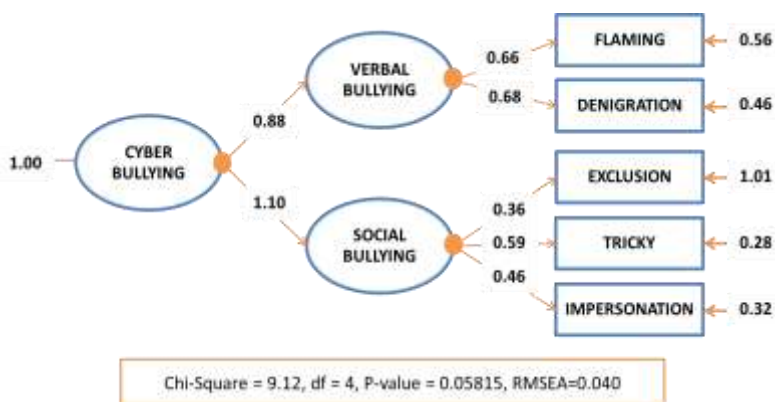 FLAMING
0.56
0.66
VERBAL
BULLYING
0.68
DENIGRATION
0.46
0.88
CYBER
BULLYING
1.00
EXCLUSION
1.01
1.10
0.36
SOCIAL
BULLYING
0.59
TRICKY
0.28
0.46
IMPERSONATION
0.32
Chi-Square = 9.12, df = 4, P-value = 0.05815, RMSEA=0.040